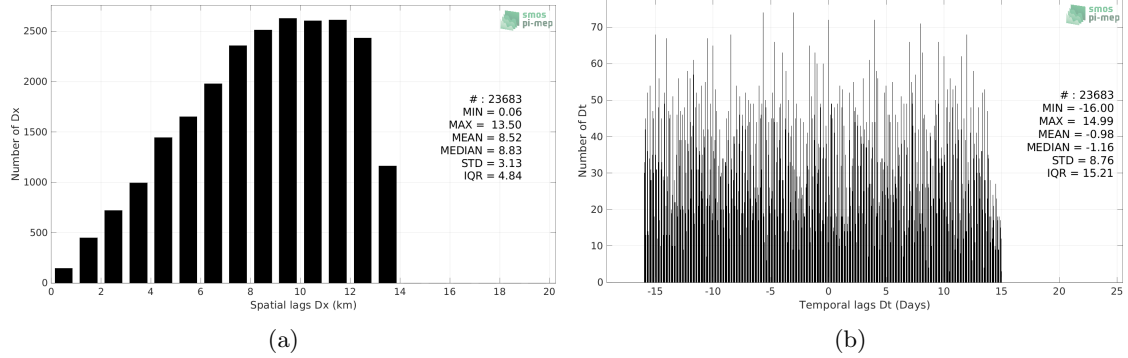 smos
pi-mep
2500
2000
1500
1000
500
0
Number of Dx
# : 23683
MIN = 0.06
MAX = 13.50
MEAN = 8.52
MEDIAN = 8.83
STD = 3.13
IQR = 4.84
0 2 4 6 8 10 12 14 16 18 20
Spatial lags Dx (km)
(a)
smos
pi-mep
70
60
50
40
30
20
10
0
Number of Dt
# : 23683
MIN = -16.00
MAX = 14.99
MEAN = -0.98
MEDIAN = -1.16
STD = 8.76
IQR = 15.21
-15 -10 -5 0 5 10 15 20 25
Temporal lags Dt (Days)
(b)